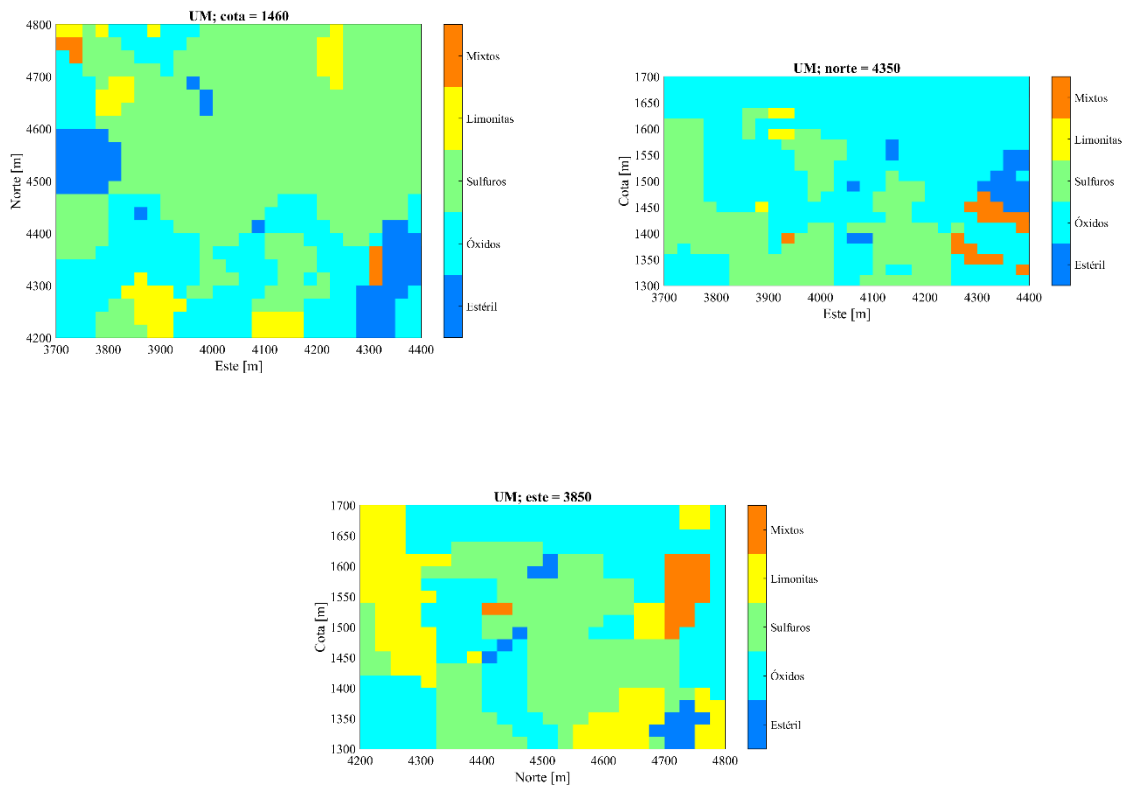 UM; cota = 1460
4800
4700
4600
4500
4400
4300
4200
Norte [m]
3700 3800 3900 4000 4100 4200 4300 4400
Este [m]
Mixtos
Limonitas
Sulfuros
Óxidos
Estéril
UM; norte = 4350
1700
1650
1600
1550
1500
1450
1400
1350
1300
Cota [m]
3700 3800 3900 4000 4100 4200 4300 4400
Este [m]
Mixtos
Limonitas
Sulfuros
Óxidos
Estéril
UM; este = 3850
1700
1650
1600
1550
1500
1450
1400
1350
1300
Cota [m]
4200 4300 4400 4500 4600 4700 4800
Norte [m]
Mixtos
Limonitas
Sulfuros
Óxidos
Estéril